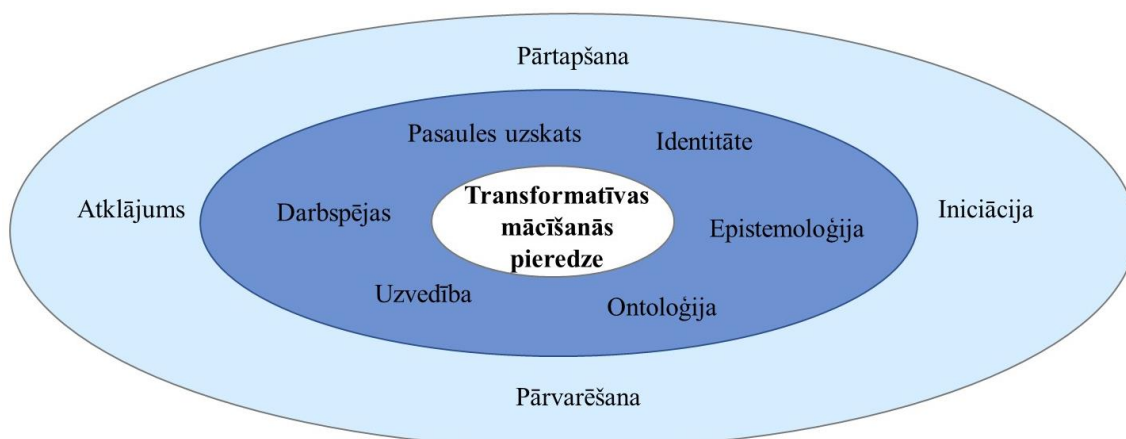 Pārtapšana
Pasaules uzskats
Identitāte
Atklājums
Darbspējas
Transformatīvas
mācīšanās
pieredze
Epistemoloģija
Iniciācija
Uzvedība
Ontoloģija
Pārvarēšana